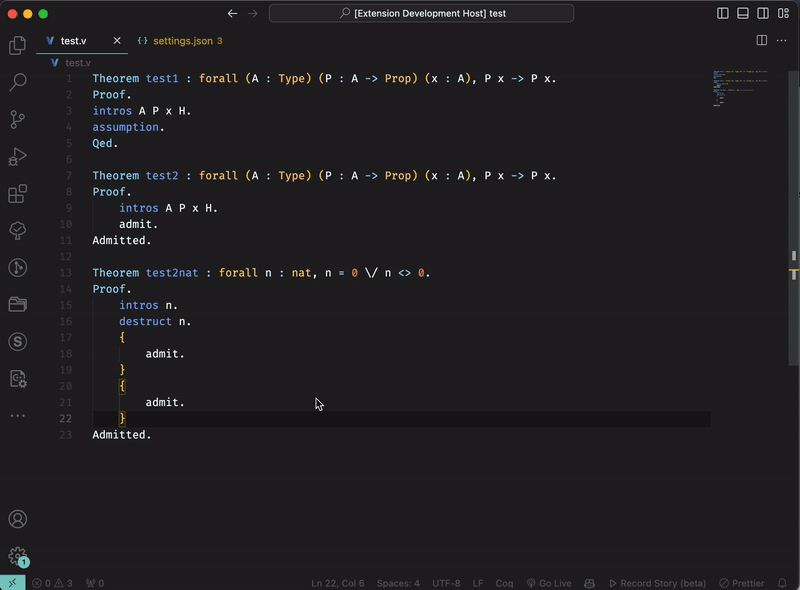 [Extension Development Host] test
test.v
settings.json 3
test.v
1 Theorem test1 : forall (A : Type) (P : A -> Prop) (x : A), P x -> P x.
2 Proof.
3 intros A P x H.
4 assumption.
5 Qed.
6
7 Theorem test2 : forall (A : Type) (P : A -> Prop) (x : A), P x -> P x.
8 Proof.
9 intros A P x H.
10 admit.
11 Admitted.
12
13 Theorem test2nat : forall n : nat, n = 0 \/ n <> 0.
14 Proof.
15 intros n.
16 destruct n.
17 {
18 admit.
19 }
20 {
21 admit.
22 }
23 Admitted.
1
0 3 0 Ln 22, Col 6 Spaces: 4 UTF-8 LF Coq Go Live Record Story (beta) Prettier